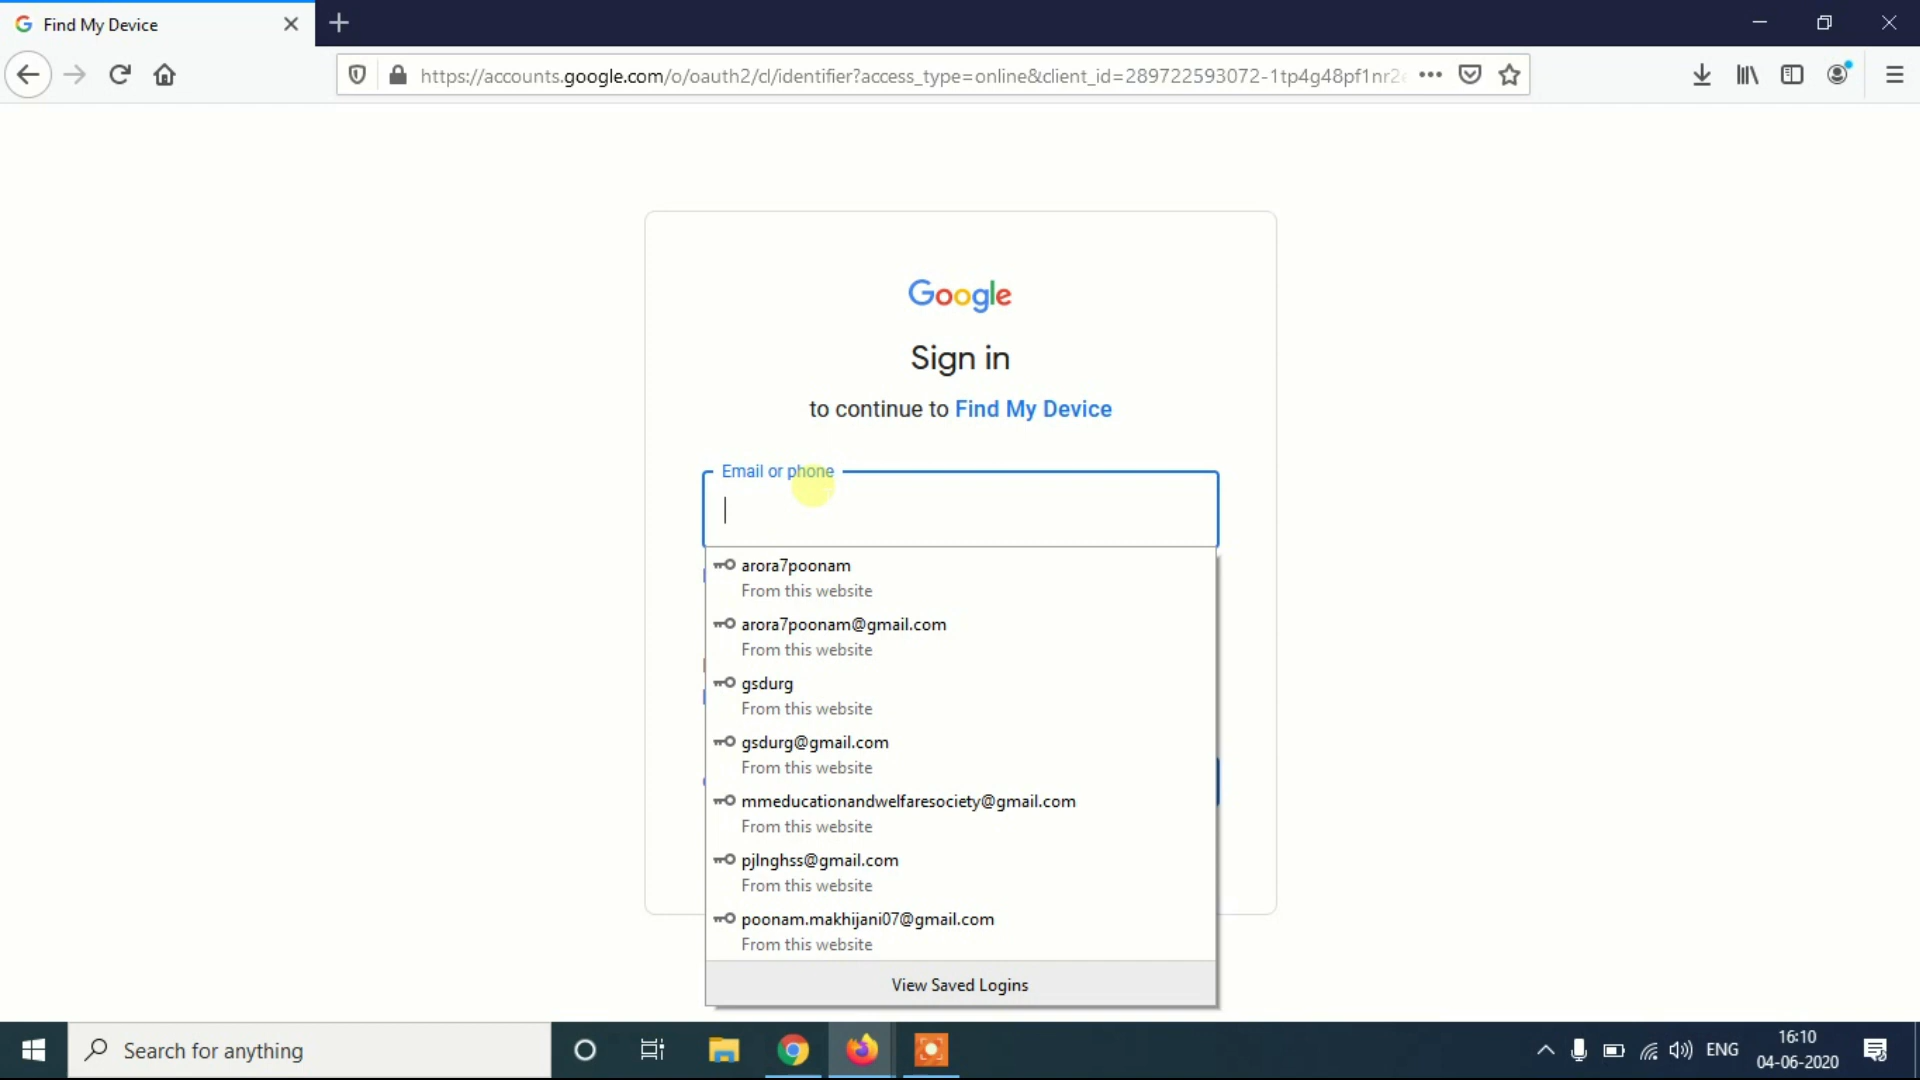 Find My Device
https://accounts.google.com/o/oauth2/cl/identifier?access_type=online&client_id=289722593072-1tp4g48pf1nr2
Google
Sign in
to continue to Find My Device
Email or phone
arora7poonam
From this website
arora7poonam@gmail.com
From this website
gsdurg
From this website
gsdurg@gmail.com
From this website
mmeducationandwelfaresociety@gmail.com
From this website
pjlnghss@gmail.com
From this website
poonam.makhijani07@gmail.com
From this website
View Saved Logins
Search for anything
ENG
16:10
04-06-2020